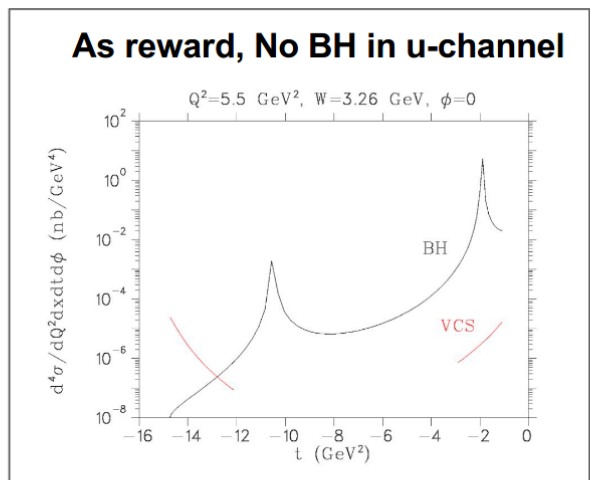 As reward, No BH in u-channel
Q²=5.5 GeV², W=3.26 GeV, ϕ=0
d⁴σ/dQ²dxdtdϕ (nb/GeV⁴)
10²
10⁰
10⁻²
10⁻⁴
10⁻⁶
10⁻⁸
BH
VCS
−16 −14 −12 −10 −8 −6 −4 −2 0
t (GeV²)